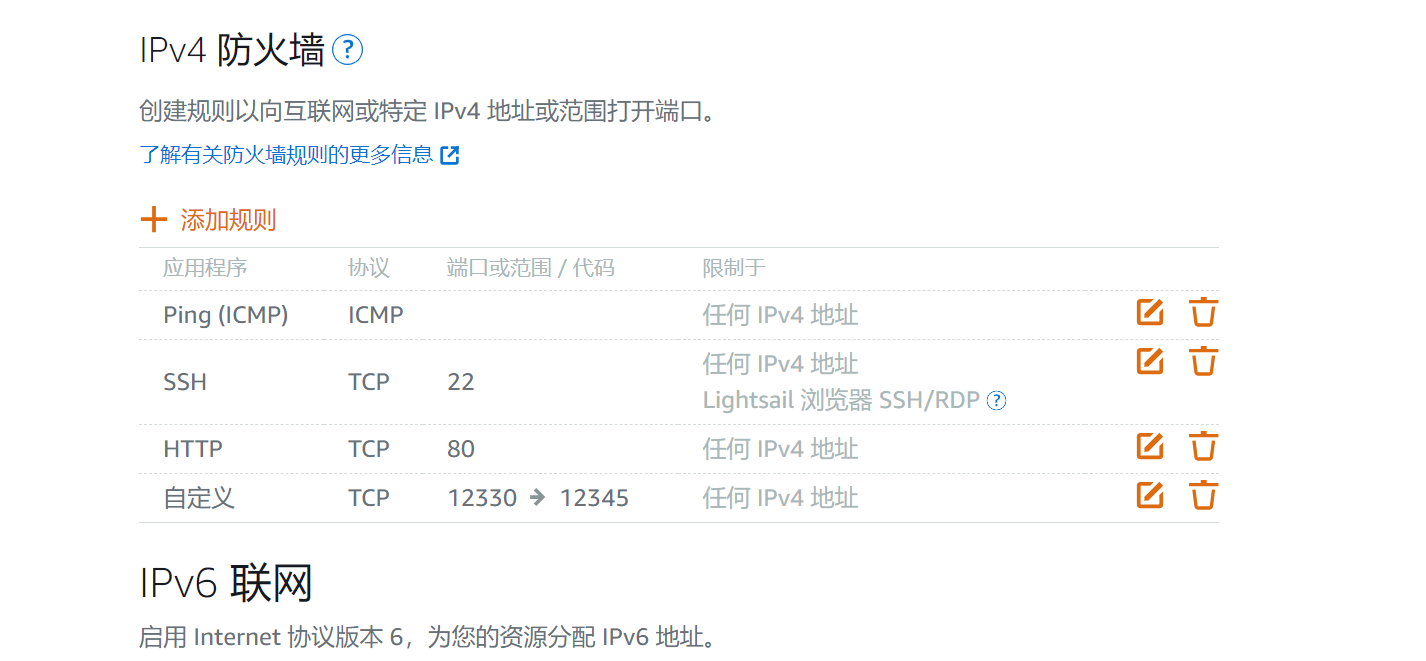 IPv4 防火墙 ?
创建规则以向互联网或特定 IPv4 地址或范围打开端口。
了解有关防火墙规则的更多信息
+ 添加规则
应用程序 协议 端口或范围 / 代码 限制于
Ping (ICMP) ICMP 任何 IPv4 地址
SSH TCP 22 任何 IPv4 地址
Lightsail 浏览器 SSH/RDP ?
HTTP TCP 80 任何 IPv4 地址
自定义 TCP 12330 → 12345 任何 IPv4 地址
IPv6 联网
启用 Internet 协议版本 6，为您的资源分配 IPv6 地址。